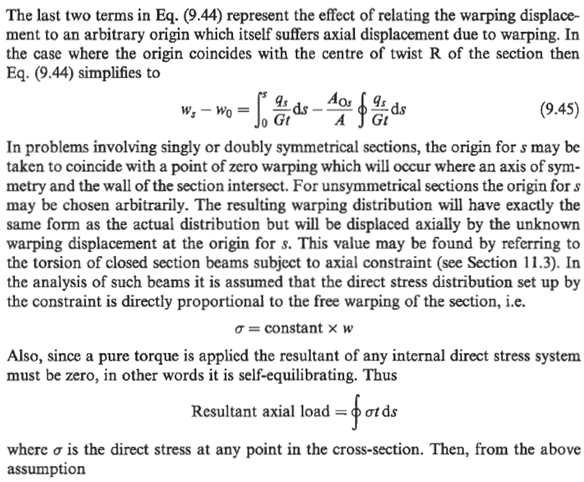 The last two terms in Eq. (9.44) represent the effect of relating the warping displace-
ment to an arbitrary origin which itself suffers axial displacement due to warping. In
the case where the origin coincides with the centre of twist R of the section then
Eq. (9.44) simplifies to
w_s − w_0 = ∫_0^s q_s/Gt ds − A_Os/A ∮ q_s/Gt ds (9.45)
In problems involving singly or doubly symmetrical sections, the origin for s may be
taken to coincide with a point of zero warping which will occur where an axis of sym-
metry and the wall of the section intersect. For unsymmetrical sections the origin for s
may be chosen arbitrarily. The resulting warping distribution will have exactly the
same form as the actual distribution but will be displaced axially by the unknown
warping displacement at the origin for s. This value may be found by referring to
the torsion of closed section beams subject to axial constraint (see Section 11.3). In
the analysis of such beams it is assumed that the direct stress distribution set up by
the constraint is directly proportional to the free warping of the section, i.e.
σ = constant × w
Also, since a pure torque is applied the resultant of any internal direct stress system
must be zero, in other words it is self-equilibrating. Thus
Resultant axial load = ∮ σt ds
where σ is the direct stress at any point in the cross-section. Then, from the above
assumption